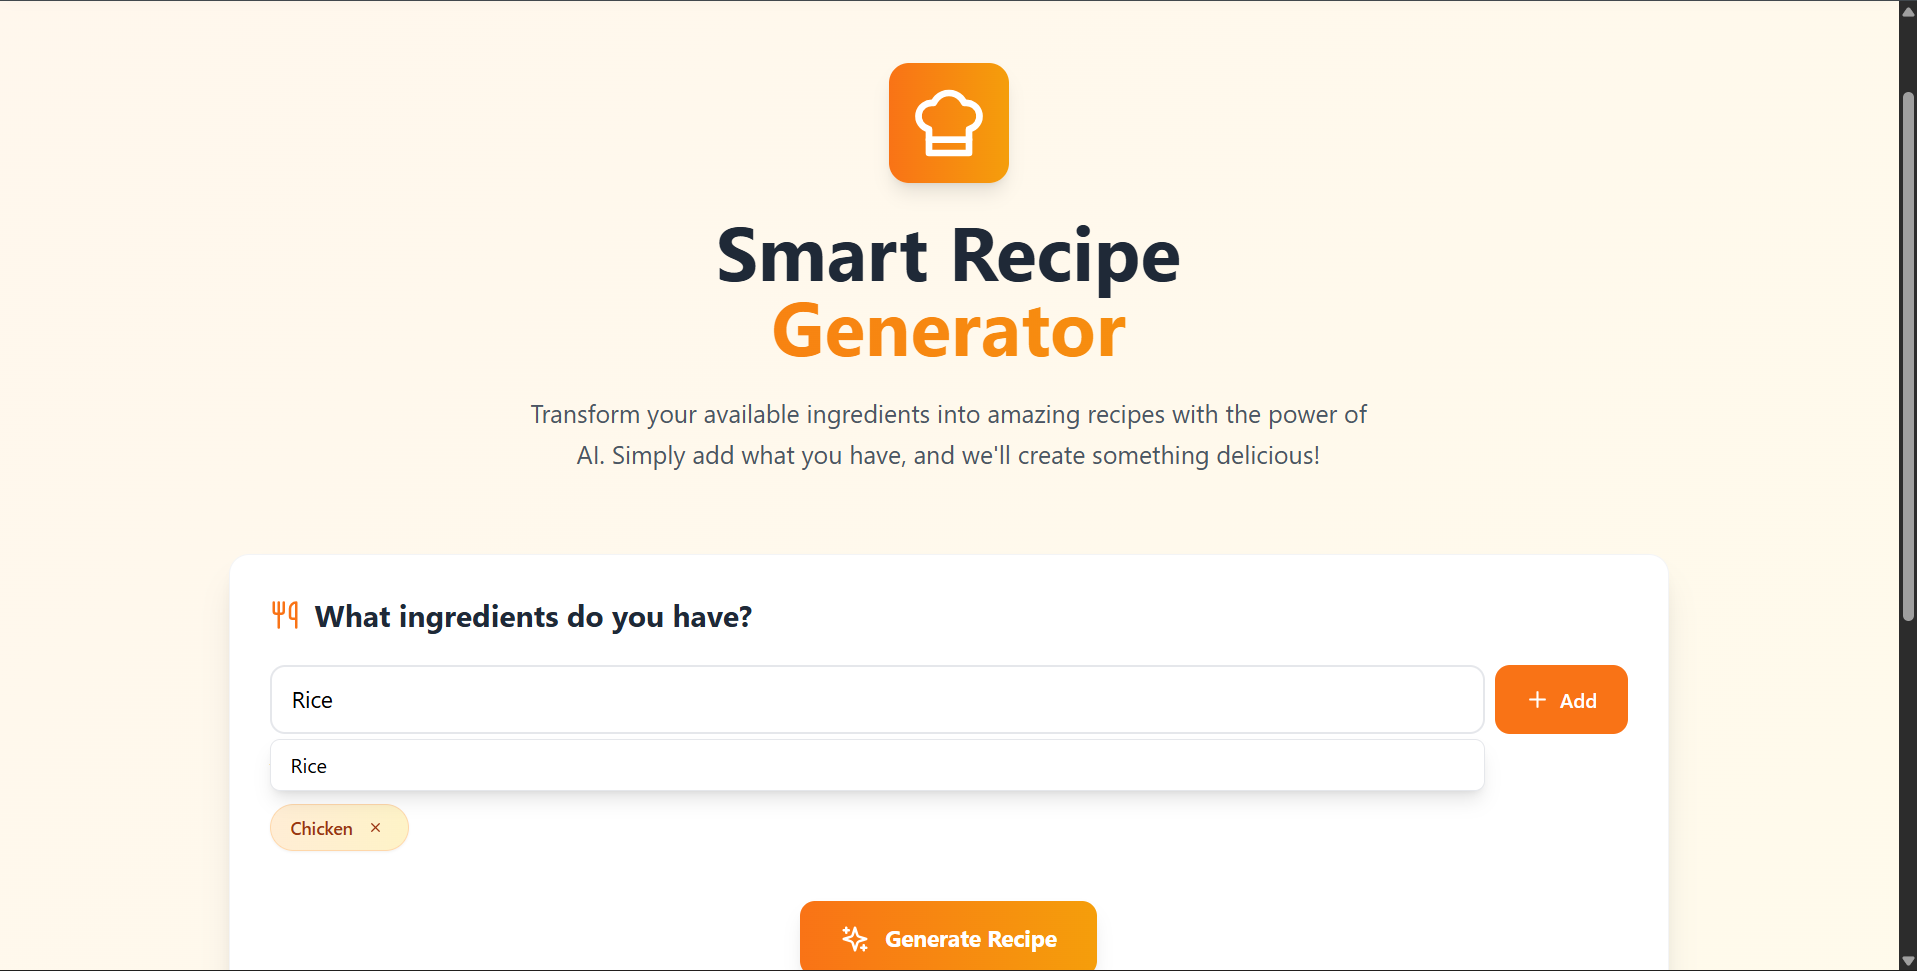 Smart Recipe
Generator
Transform your available ingredients into amazing recipes with the power of
AI. Simply add what you have, and we'll create something delicious!
What ingredients do you have?
Rice
+ Add
Rice
Chicken ×
Generate Recipe